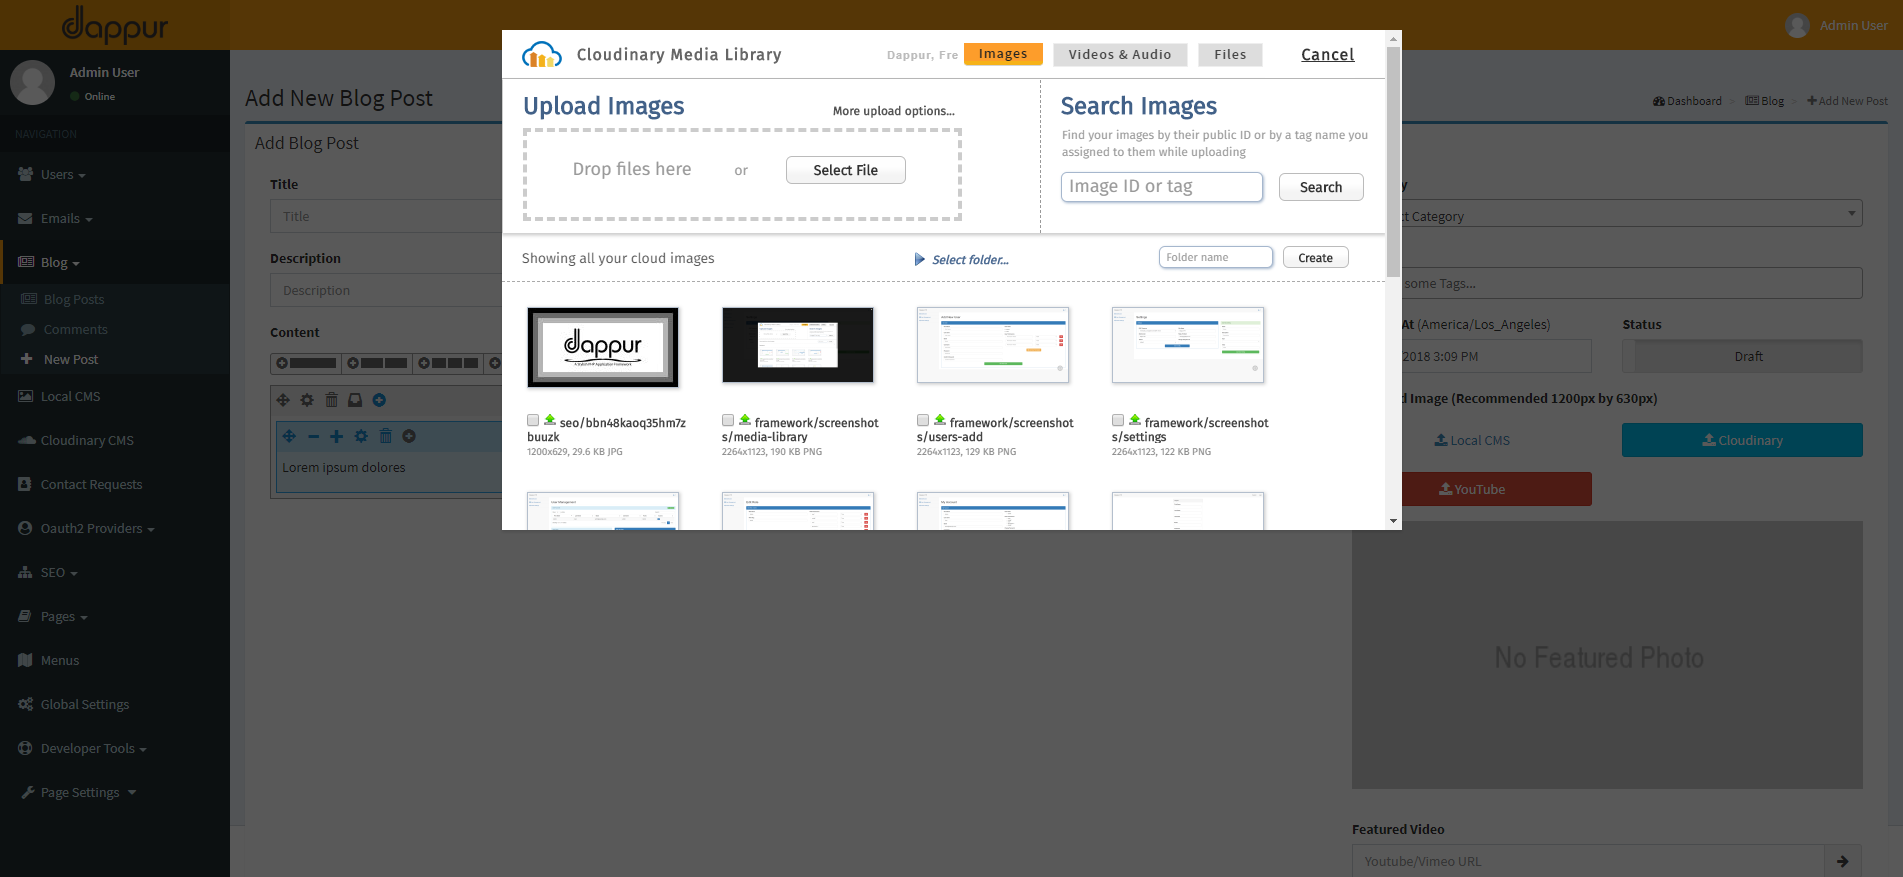 dappur
Admin User
Admin User
Online
NAVIGATION
Users
Emails
Blog
Blog Posts
Comments
New Post
Local CMS
Cloudinary CMS
Contact Requests
Oauth2 Providers
SEO
Pages
Menus
Global Settings
Developer Tools
Page Settings
Add New Blog Post
Dashboard > Blog > Add New Post
Add Blog Post
Title
Title
Description
Description
Content
Lorem ipsum dolores
Cloudinary Media Library
Dappur, Fre
Images
Videos & Audio
Files
Cancel
Upload Images
More upload options...
Drop files here
or
Select File
Search Images
Find your images by their public ID or by a tag name you
assigned to them while uploading
Image ID or tag
Search
Showing all your cloud images
Select folder...
Folder name
Create
dappur
seo/bbn48kaoq35hm7z
buuzk
1200x629, 29.6 KB JPG
framework/screenshot
s/media-library
2264x1123, 190 KB PNG
framework/screenshot
s/users-add
2264x1123, 129 KB PNG
framework/screenshot
s/settings
2264x1123, 122 KB PNG
y
t Category
some Tags...
At (America/Los_Angeles)
Status
2018 3:09 PM
Draft
d Image (Recommended 1200px by 630px)
Local CMS
Cloudinary
YouTube
No Featured Photo
Featured Video
Youtube/Vimeo URL